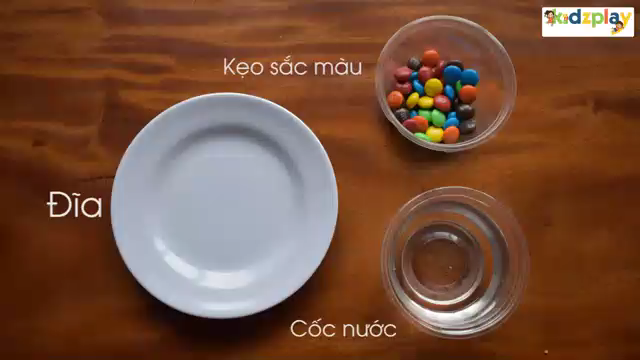 kidzplay
Kẹo sắc màu
Đĩa
Cốc nước